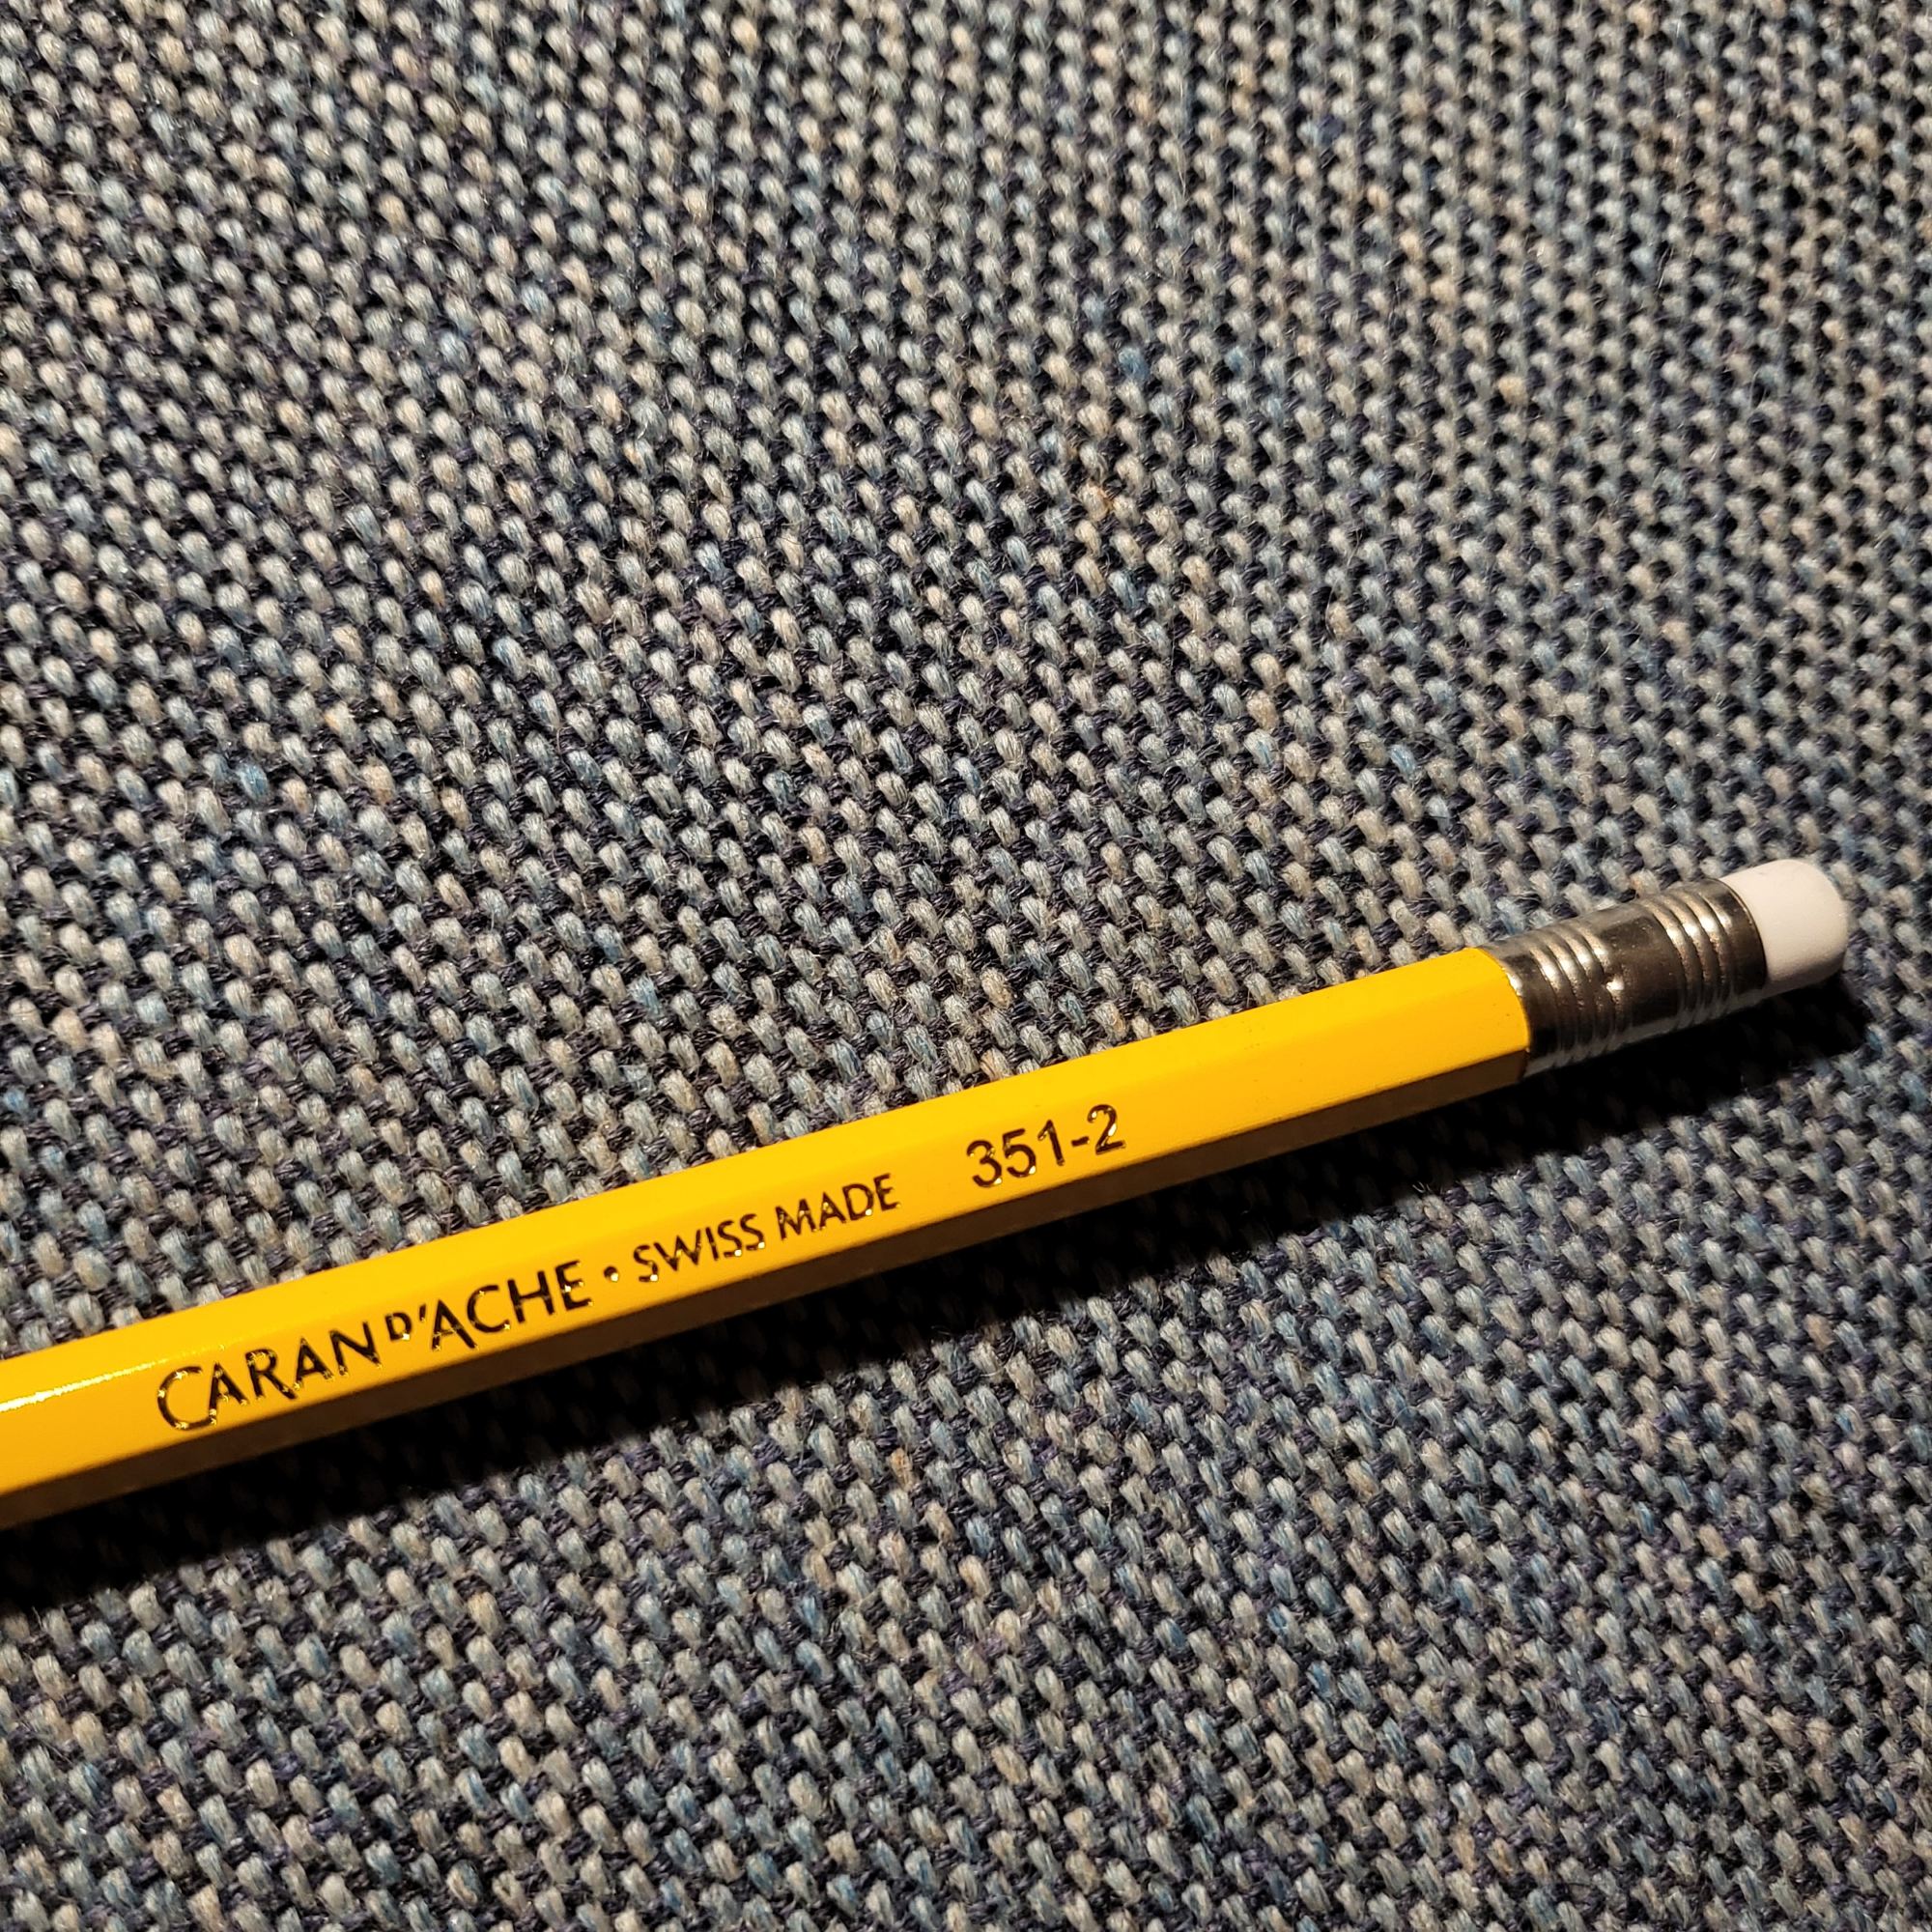 CARAN D'ACHE • SWISS MADE 351-2